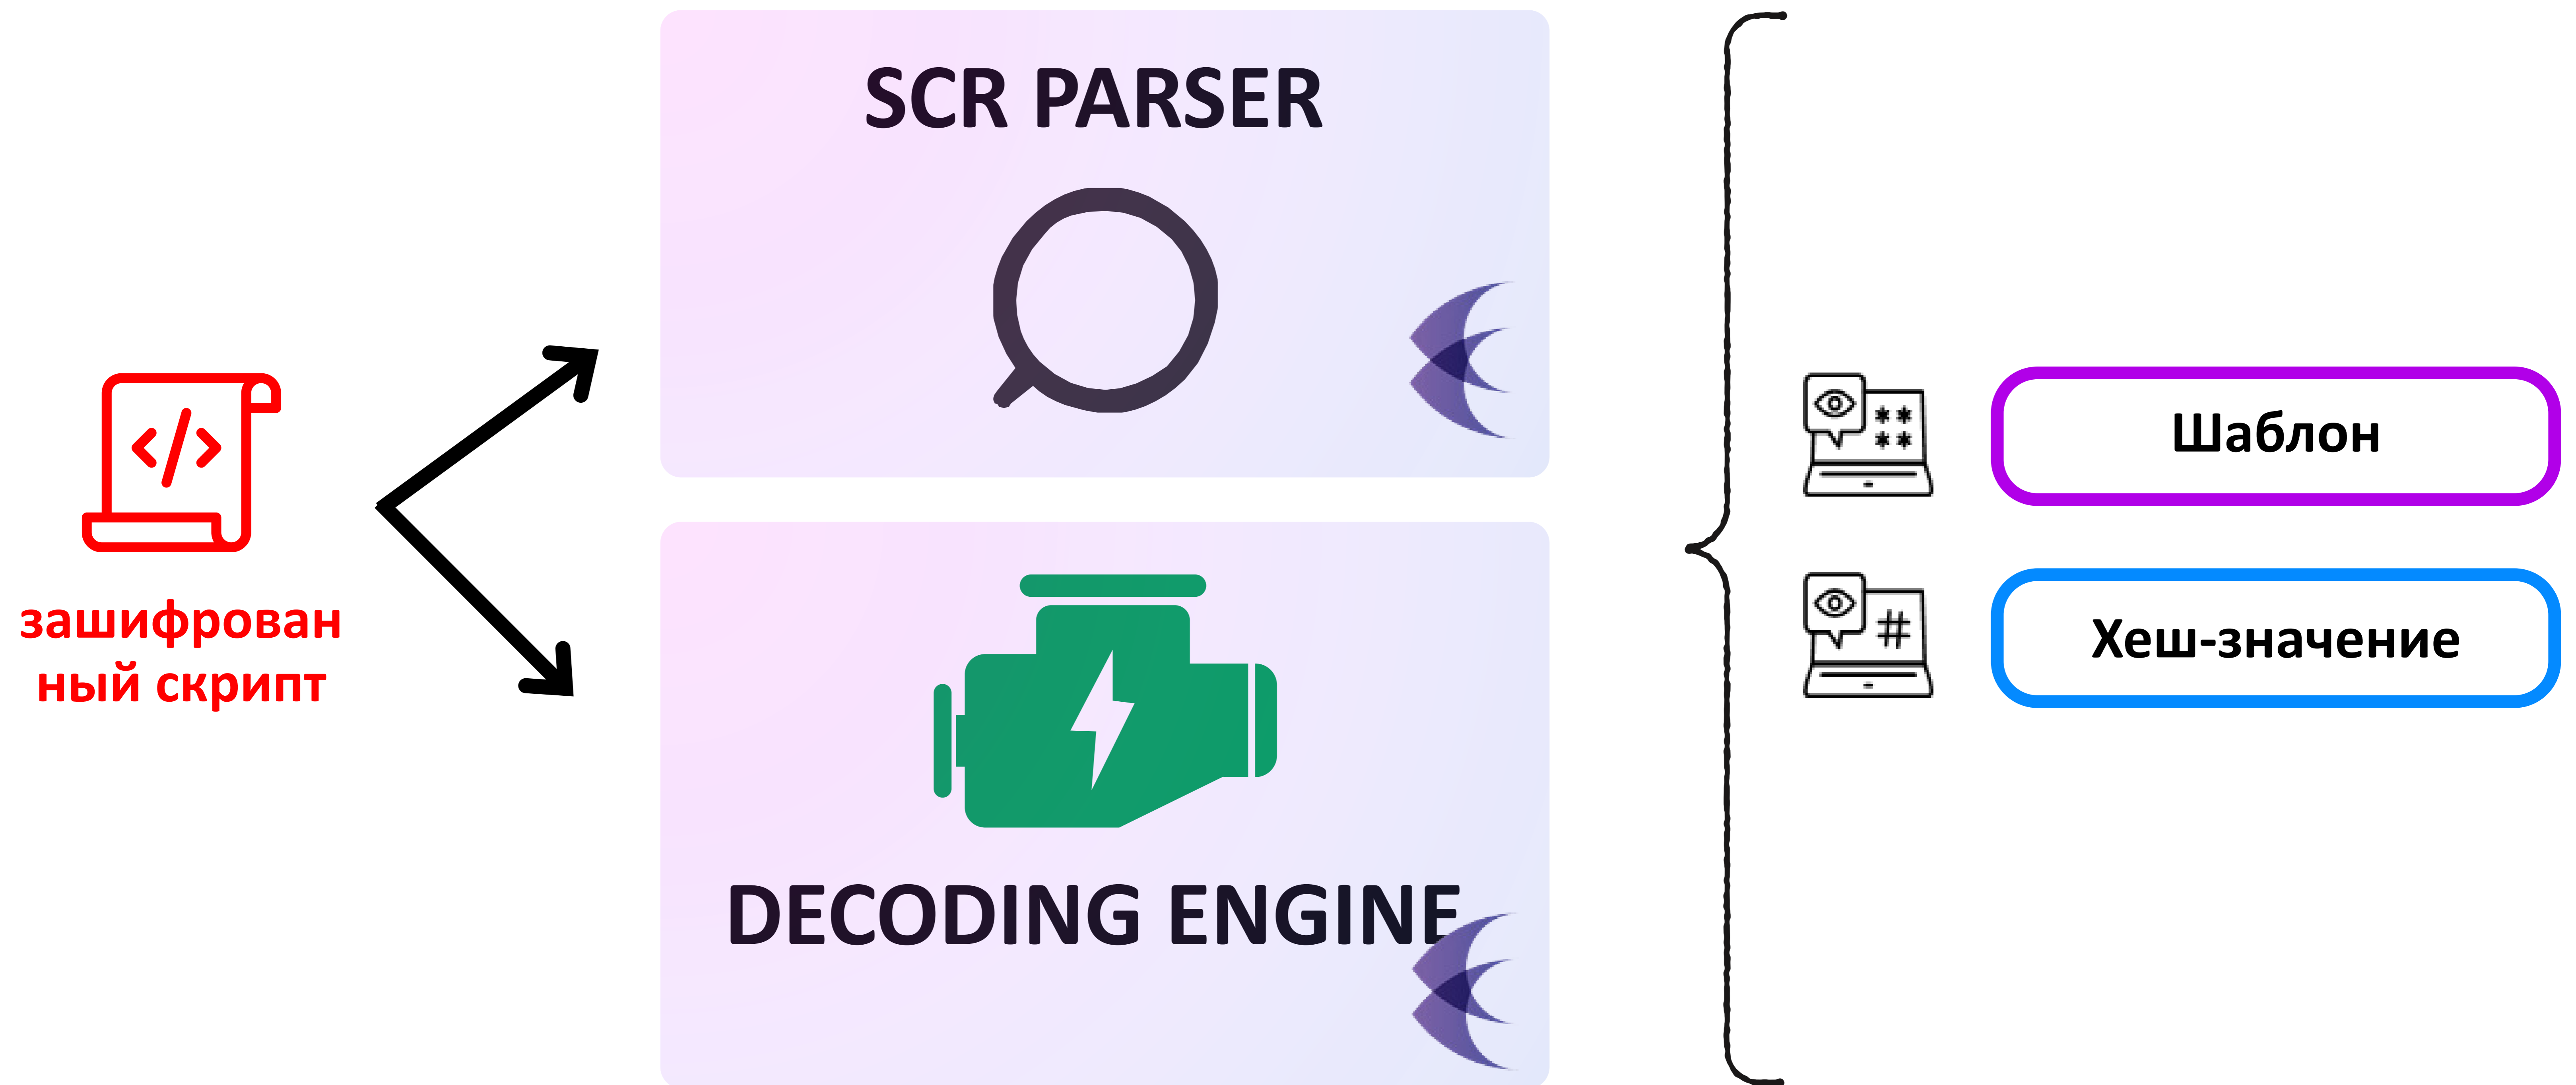 SCR PARSER
зашифрован
ный скрипт
DECODING ENGINE
Шаблон
Хеш-значение